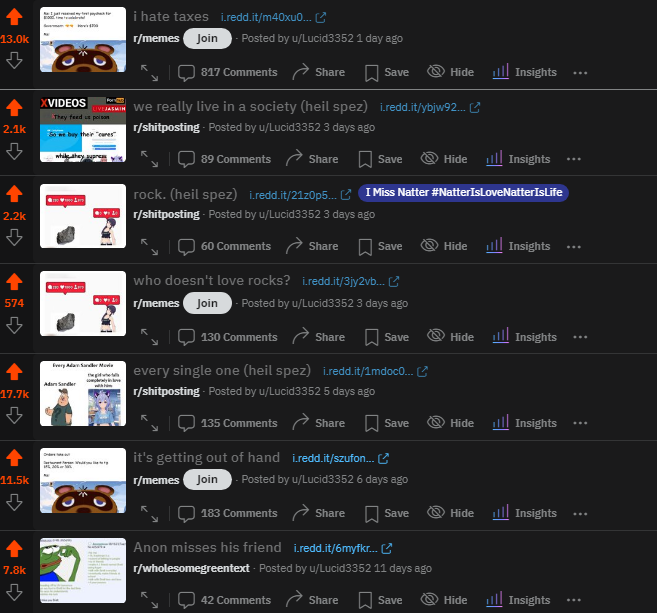 i hate taxes i.redd.it/m40xu0...
r/memes Join · Posted by u/Lucid3352 1 day ago
13.0k
817 Comments Share Save Hide Insights ...
XVIDEOS
LIVEJASMIN
They feed us poison
So we buy their "cures"
while they supress
we really live in a society (heil spez) i.redd.it/ybjw92...
r/shitposting · Posted by u/Lucid3352 3 days ago
2.1k
89 Comments Share Save Hide Insights ...
rock. (heil spez) i.redd.it/21z0p5... I Miss Natter #NatterIsLoveNatterIsLife
r/shitposting · Posted by u/Lucid3352 3 days ago
2.2k
60 Comments Share Save Hide Insights ...
who doesn't love rocks? i.redd.it/3jy2vb...
r/memes Join · Posted by u/Lucid3352 3 days ago
574
130 Comments Share Save Hide Insights ...
Every Adam Sandler Movie
Adam Sandler
the girl who falls
completely in love
with him
every single one (heil spez) i.redd.it/1mdoc0...
r/shitposting · Posted by u/Lucid3352 5 days ago
17.7k
135 Comments Share Save Hide Insights ...
it's getting out of hand i.redd.it/szufon...
r/memes Join · Posted by u/Lucid3352 6 days ago
11.5k
183 Comments Share Save Hide Insights ...
Anon misses his friend i.redd.it/6myfkr...
r/wholesomegreentext · Posted by u/Lucid3352 11 days ago
7.8k
42 Comments Share Save Hide Insights ...